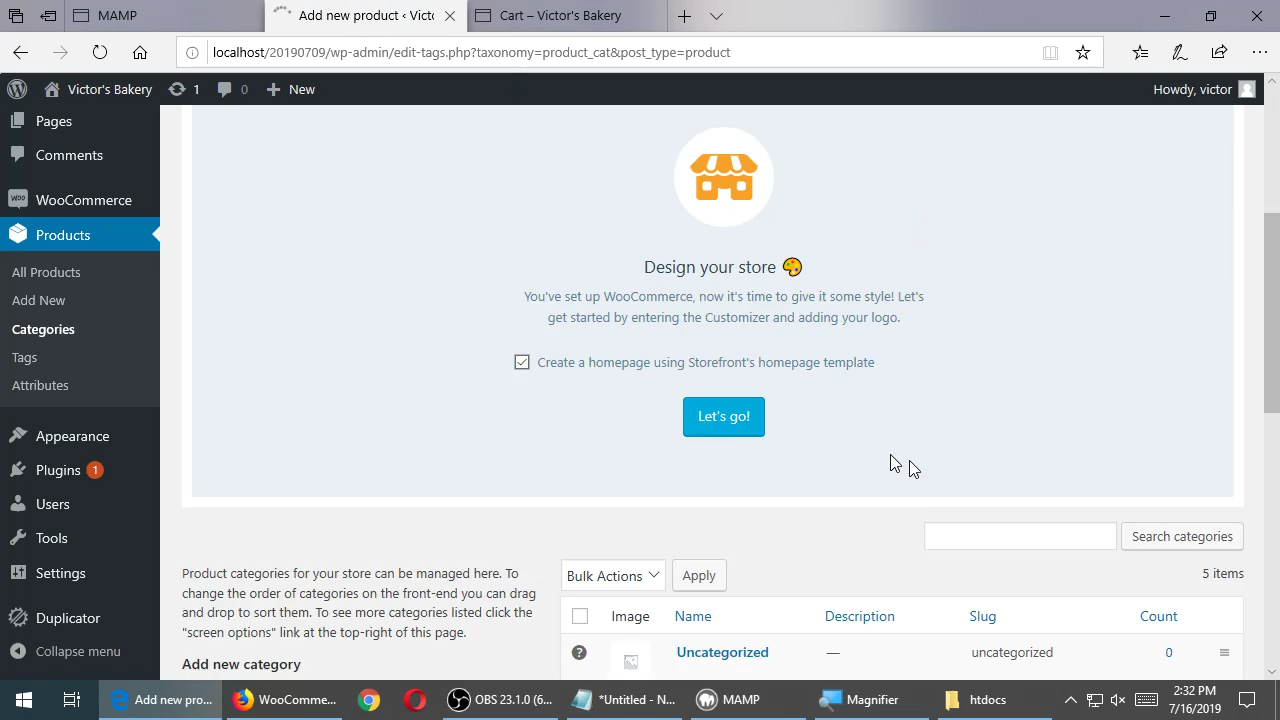 MAMP
Add new product ‹ Victo
Cart – Victor's Bakery
localhost/20190709/wp-admin/edit-tags.php?taxonomy=product_cat&post_type=product
Victor's Bakery
1
0
New
Howdy, victor
Pages
Comments
WOO
WooCommerce
Products
All Products
Add New
Categories
Tags
Attributes
Appearance
Plugins 1
Users
Tools
Settings
Duplicator
Collapse menu
Design your store
You've set up WooCommerce, now it's time to give it some style! Let's
get started by entering the Customizer and adding your logo.
Create a homepage using Storefront's homepage template
Let's go!
Search categories
Product categories for your store can be managed here. To
change the order of categories on the front-end you can drag
and drop to sort them. To see more categories listed click the
"screen options" link at the top-right of this page.
Add new category
Bulk Actions
Apply
5 items
Image Name Description Slug Count
? Uncategorized — uncategorized 0
Add new pro...
WooComme...
OBS 23.1.0 (6...
*Untitled - N...
MAMP
Magnifier
htdocs
2:32 PM
7/16/2019